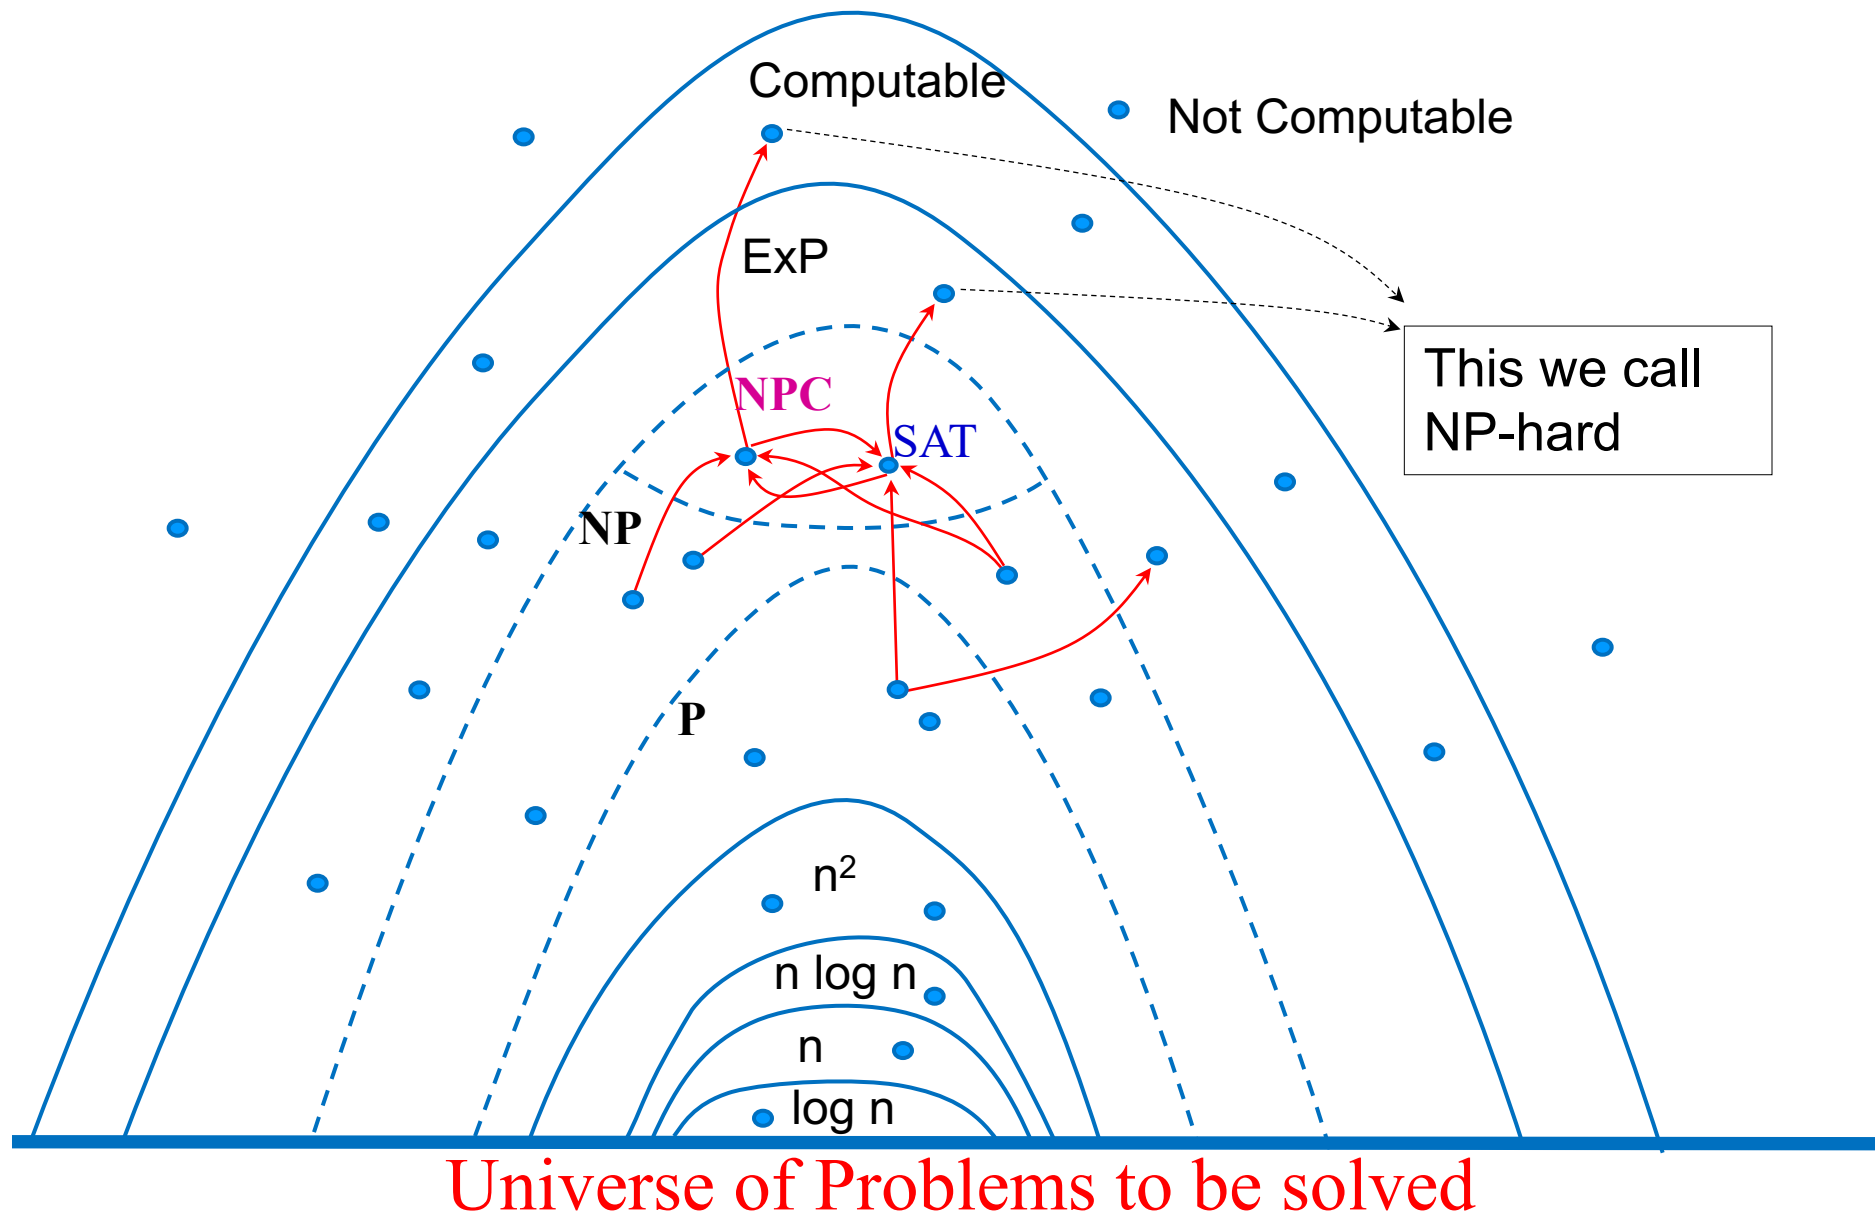 Computable
Not Computable
ExP
This we call
NP-hard
NPC
SAT
NP
P
n²
n log n
n
log n
Universe of Problems to be solved